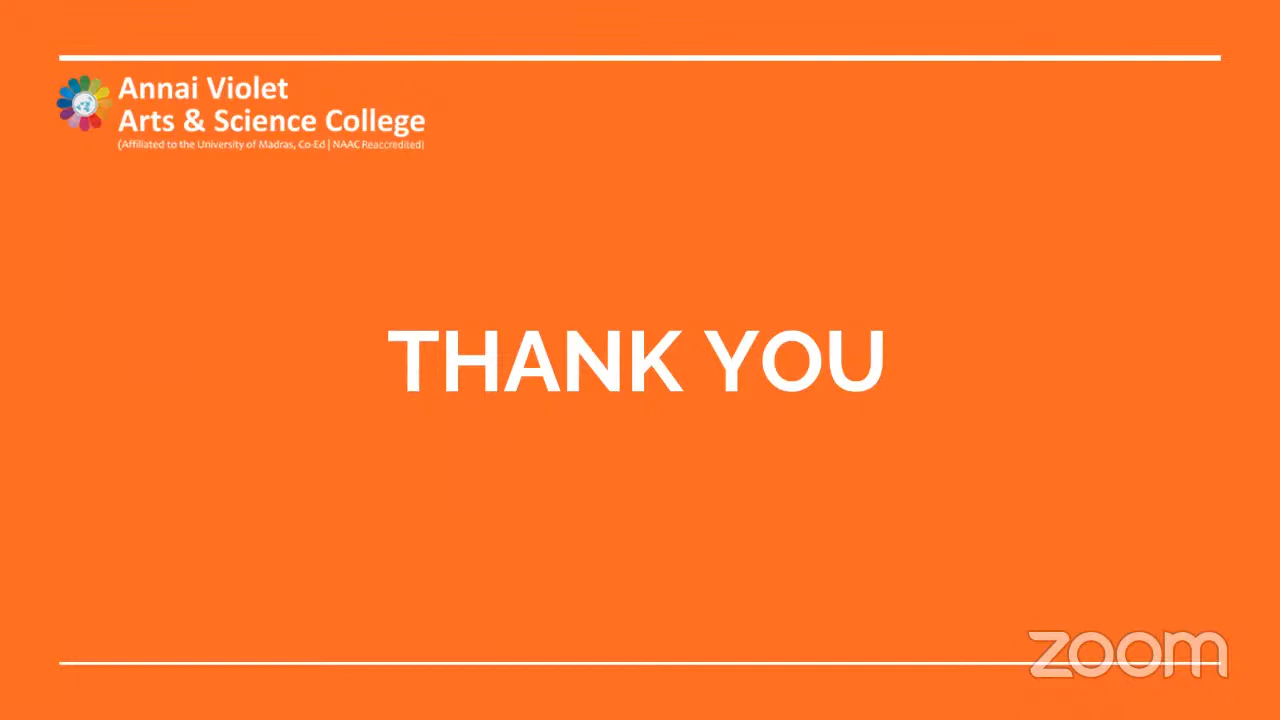 Annai Violet
Arts & Science College
(Affiliated to the University of Madras, Co-Ed | NAAC Reaccredited)
THANK YOU
zoom